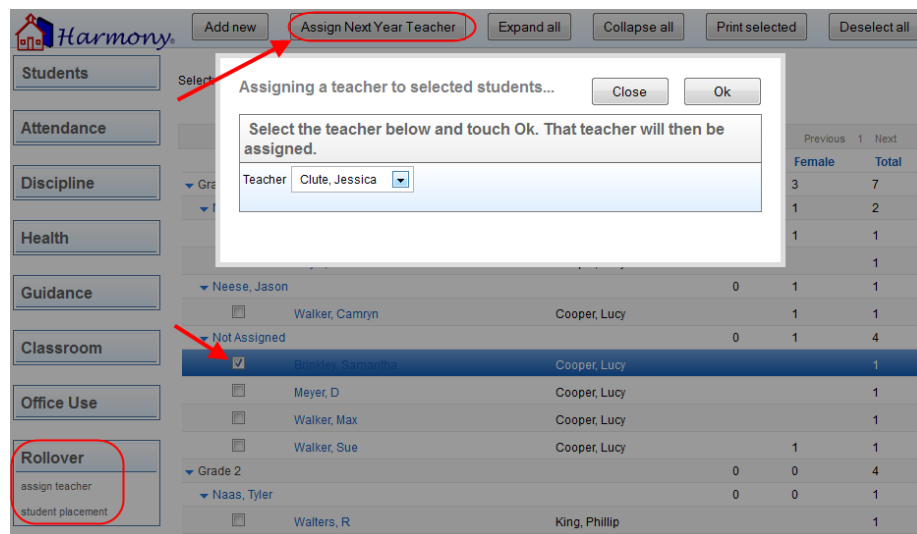 Harmony.
Add new Assign Next Year Teacher Expand all Collapse all Print selected Deselect all
Students
Attendance
Discipline
Health
Guidance
Classroom
Office Use
Rollover
assign teacher
student placement
Select
Assigning a teacher to selected students... Close Ok
Select the teacher below and touch Ok. That teacher will then be
assigned.
Teacher Clute, Jessica
Previous 1 Next
Female Total
3 7
1 2
1 1
1
Neese, Jason 0 1 1
Walker, Camryn Cooper, Lucy 1 1
Not Assigned 0 1 4
Brinkley, Samantha Cooper, Lucy 1
Meyer, D Cooper, Lucy 1
Walker, Max Cooper, Lucy 1
Walker, Sue Cooper, Lucy 1 1
Grade 2 0 0 4
Naas, Tyler 0 0 1
Walters, R King, Phillip 1